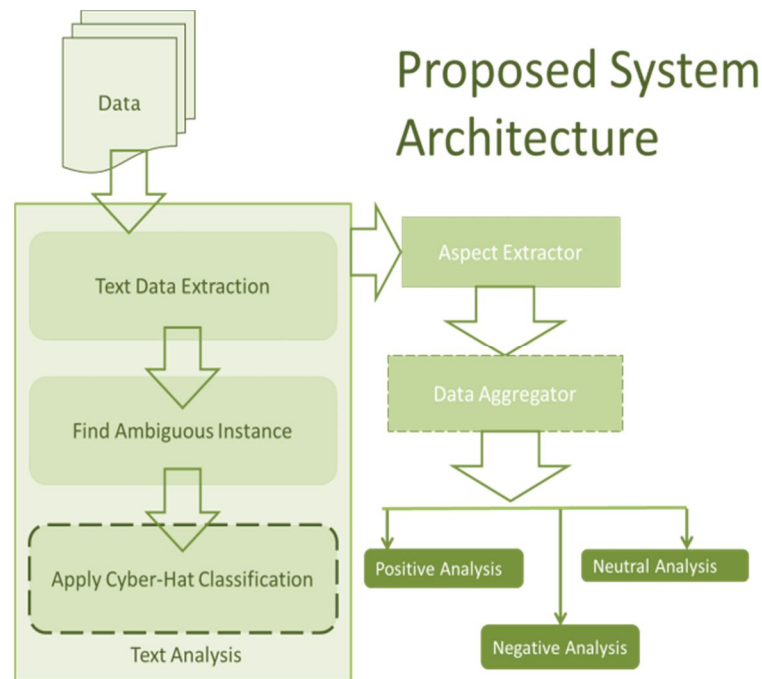 Proposed System
Architecture
Data
Text Data Extraction
Find Ambiguous Instance
Apply Cyber-Hat Classification
Text Analysis
Aspect Extractor
Data Aggregator
Positive Analysis
Neutral Analysis
Negative Analysis